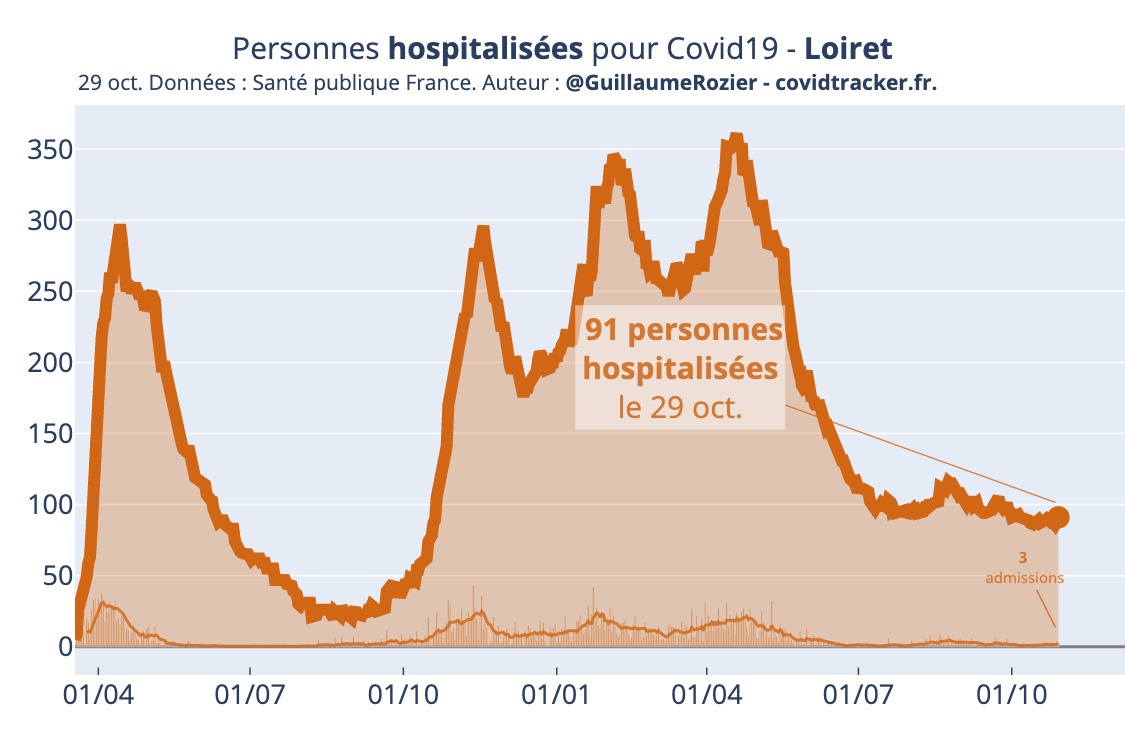 Personnes hospitalisées pour Covid19 - Loiret
29 oct. Données : Santé publique France. Auteur : @GuillaumeRozier - covidtracker.fr.
350
300
250
200
150
100
50
0
91 personnes
hospitalisées
le 29 oct.
3
admissions
01/04
01/07
01/10
01/01
01/04
01/07
01/10